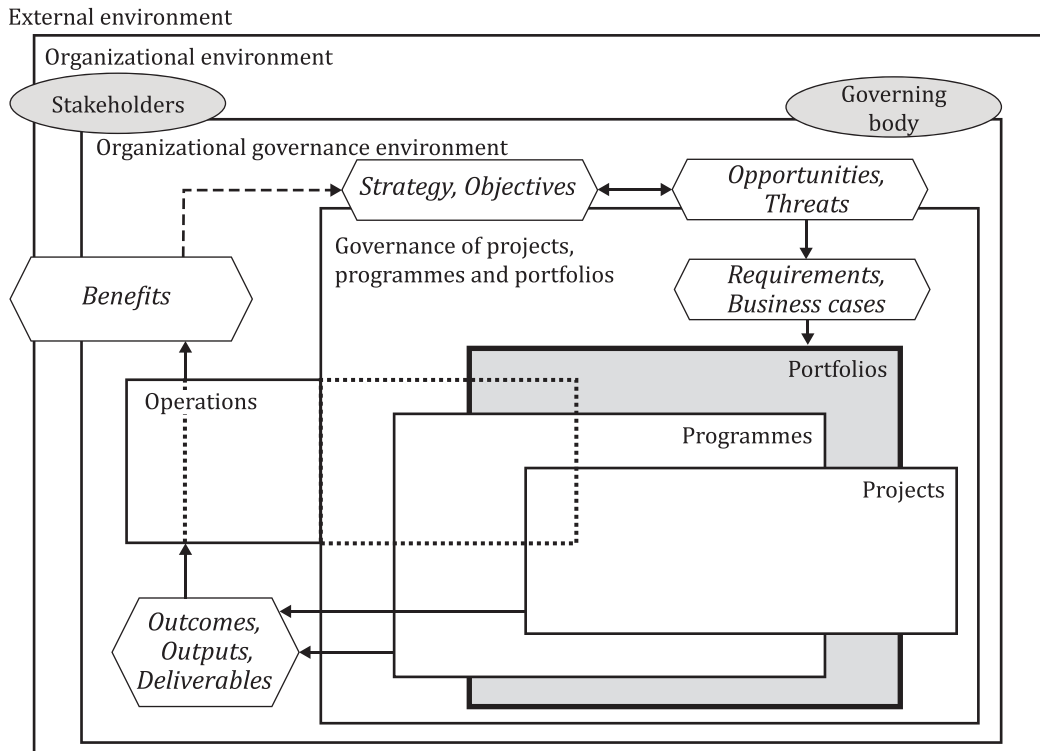 External environment
Organizational environment
Stakeholders
Governing
body
Organizational governance environment
Strategy, Objectives
Opportunities,
Threats
Governance of projects,
programmes and portfolios
Requirements,
Business cases
Benefits
Portfolios
Operations
Programmes
Projects
Outcomes,
Outputs,
Deliverables